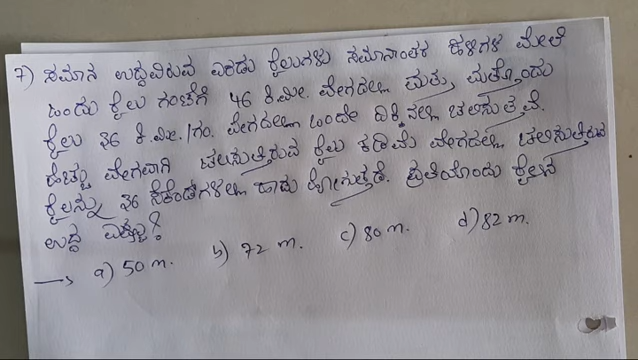 7) ಸಮಾನ ಉದ್ದವಿರುವ ಎರಡು ರೈಲುಗಳು ಸಮಾನಾಂತರ ಹಳಿಗಳ ಮೇಲೆ
ಒಂದು ರೈಲು ಗಂಟೆಗೆ 46 ಕಿ.ಮೀ. ವೇಗದಲ್ಲಿ ಮತ್ತು ಮತ್ತೊಂದು
ರೈಲು 36 ಕಿ.ಮೀ./ಗಂ. ವೇಗದಲ್ಲಿ ಒಂದೇ ದಿಕ್ಕಿನಲ್ಲಿ ಚಲಿಸುತ್ತವೆ.
ಹೆಚ್ಚು ವೇಗವಾಗಿ ಚಲಿಸುತ್ತಿರುವ ರೈಲು ಕಡಿಮೆ ವೇಗದಲ್ಲಿ ಚಲಿಸುತ್ತಿರುವ
ರೈಲನ್ನು 36 ಸೆಕೆಂಡಗಳಲ್ಲಿ ಹಾದು ಹೋಗುತ್ತದೆ. ಪ್ರತಿಯೊಂದು ರೈಲಿನ
ಉದ್ದ ಎಷ್ಟು?
→ a) 50 m. b) 72 m. c) 80 m. d) 82 m.